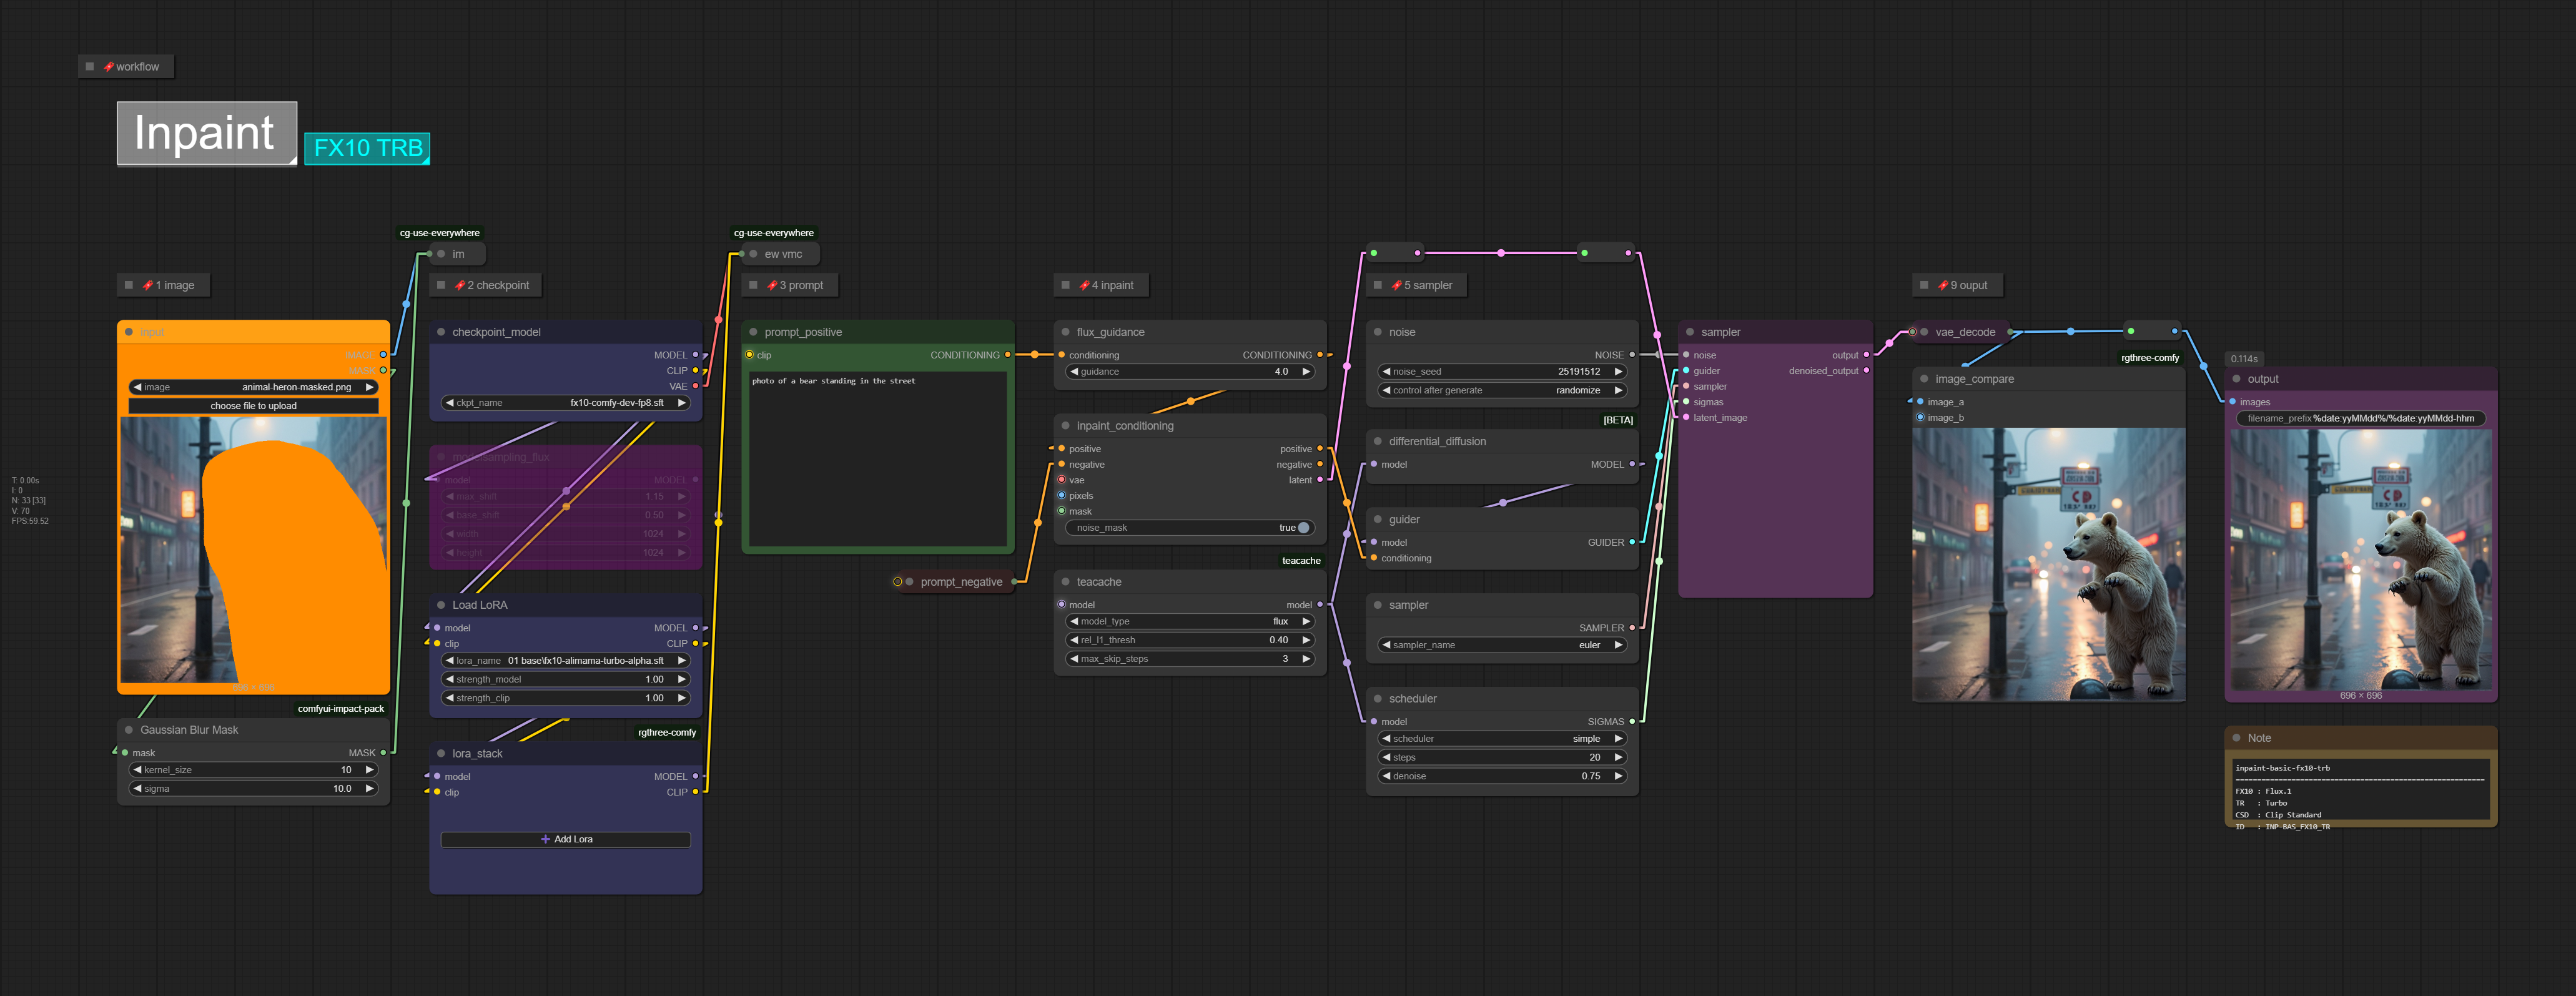 workflow
Inpaint
FX10 TRB
cg-use-everywhere
im
1 image
2 checkpoint
cg-use-everywhere
ew vmc
3 prompt
4 inpaint
5 sampler
9 ouput
input
IMAGE
MASK
image animal-heron-masked.png
choose file to upload
696 × 696
comfyui-impact-pack
Gaussian Blur Mask
mask MASK
kernel_size 10
sigma 10.0
T: 0.00s
I: 0
N: 33 [33]
V: 70
FPS:59.52
checkpoint_model
MODEL
CLIP
VAE
ckpt_name fx10-comfy-dev-fp8.sft
modelsampling_flux
model MODEL
max_shift 1.15
base_shift 0.50
width 1024
height 1024
Load LoRA
model MODEL
clip CLIP
lora_name 01 base\fx10-alimama-turbo-alpha.sft
strength_model 1.00
strength_clip 1.00
rgthree-comfy
lora_stack
model MODEL
clip CLIP
Add Lora
prompt_positive
clip CONDITIONING
photo of a bear standing in the street
prompt_negative
flux_guidance
conditioning CONDITIONING
guidance 4.0
inpaint_conditioning
positive positive
negative negative
vae latent
pixels
mask
noise_mask true
teacache
teacache
model model
model_type flux
rel_l1_thresh 0.40
max_skip_steps 3
noise
NOISE
noise_seed 25191512
control after generate randomize
[BETA]
differential_diffusion
model MODEL
guider
model GUIDER
conditioning
sampler
SAMPLER
sampler_name euler
scheduler
model SIGMAS
scheduler simple
steps 20
denoise 0.75
sampler
noise output
guider denoised_output
sampler
sigmas
latent_image
vae_decode
rgthree-comfy
image_compare
image_a
image_b
0.114s
output
images
filename_prefix %date:yyMMdd%/%date:yyMMdd-hhm
696 × 696
Note
inpaint-basic-fx10-trb
==========================================================
FX10 : Flux.1
TR : Turbo
CSD : Clip Standard
ID : INP-BAS_FX10_TR